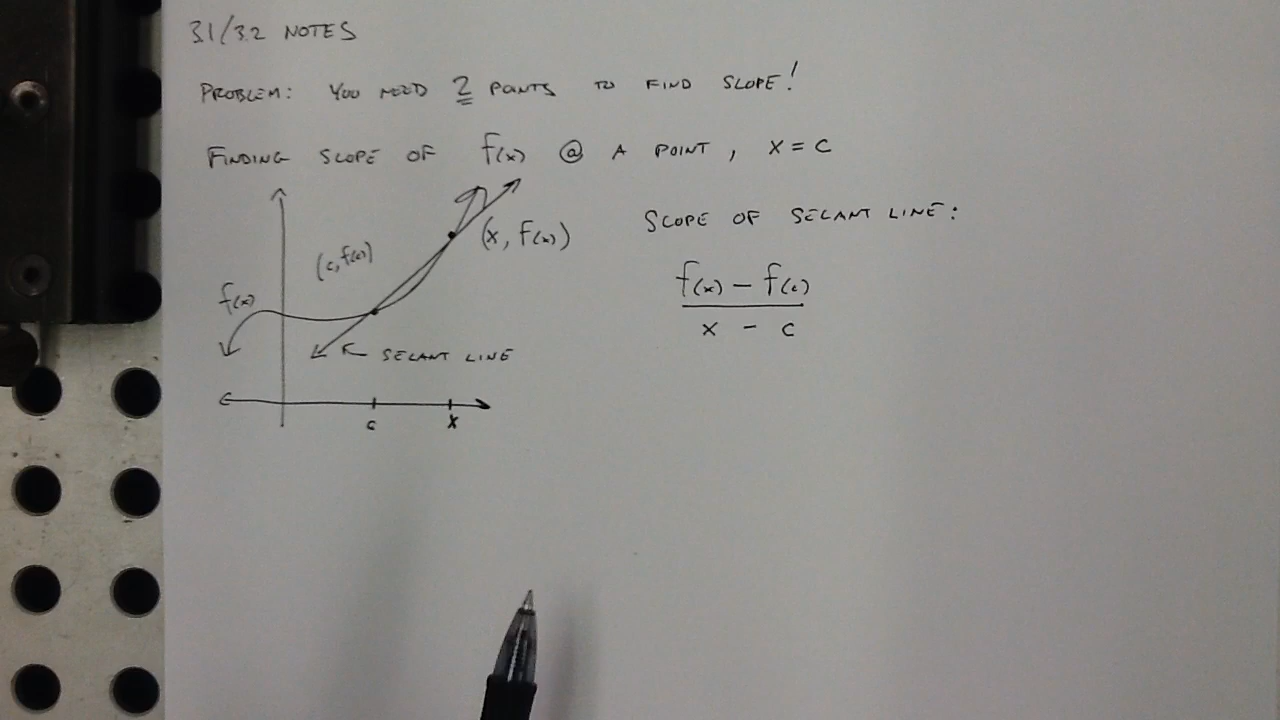 3.1/3.2 NOTES
PROBLEM: YOU NEED 2 POINTS TO FIND SLOPE!
FINDING SLOPE OF f(x) @ A POINT, X = C
(c, f(c))
(x, f(x))
f(x)
SECANT LINE
c
x
SLOPE OF SECANT LINE:
f(x) - f(c)
x - c